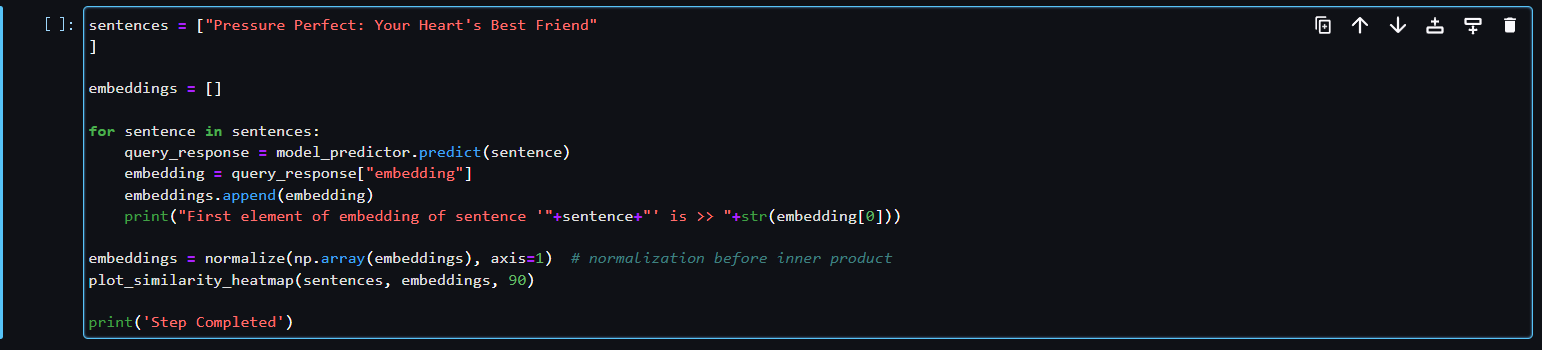 [ ]:
sentences = ["Pressure Perfect: Your Heart's Best Friend"
]
embeddings = []
for sentence in sentences:
    query_response = model_predictor.predict(sentence)
    embedding = query_response["embedding"]
    embeddings.append(embedding)
    print("First element of embedding of sentence '"+sentence+"' is >> "+str(embedding[0]))
embeddings = normalize(np.array(embeddings), axis=1)  # normalization before inner product
plot_similarity_heatmap(sentences, embeddings, 90)
print('Step Completed')